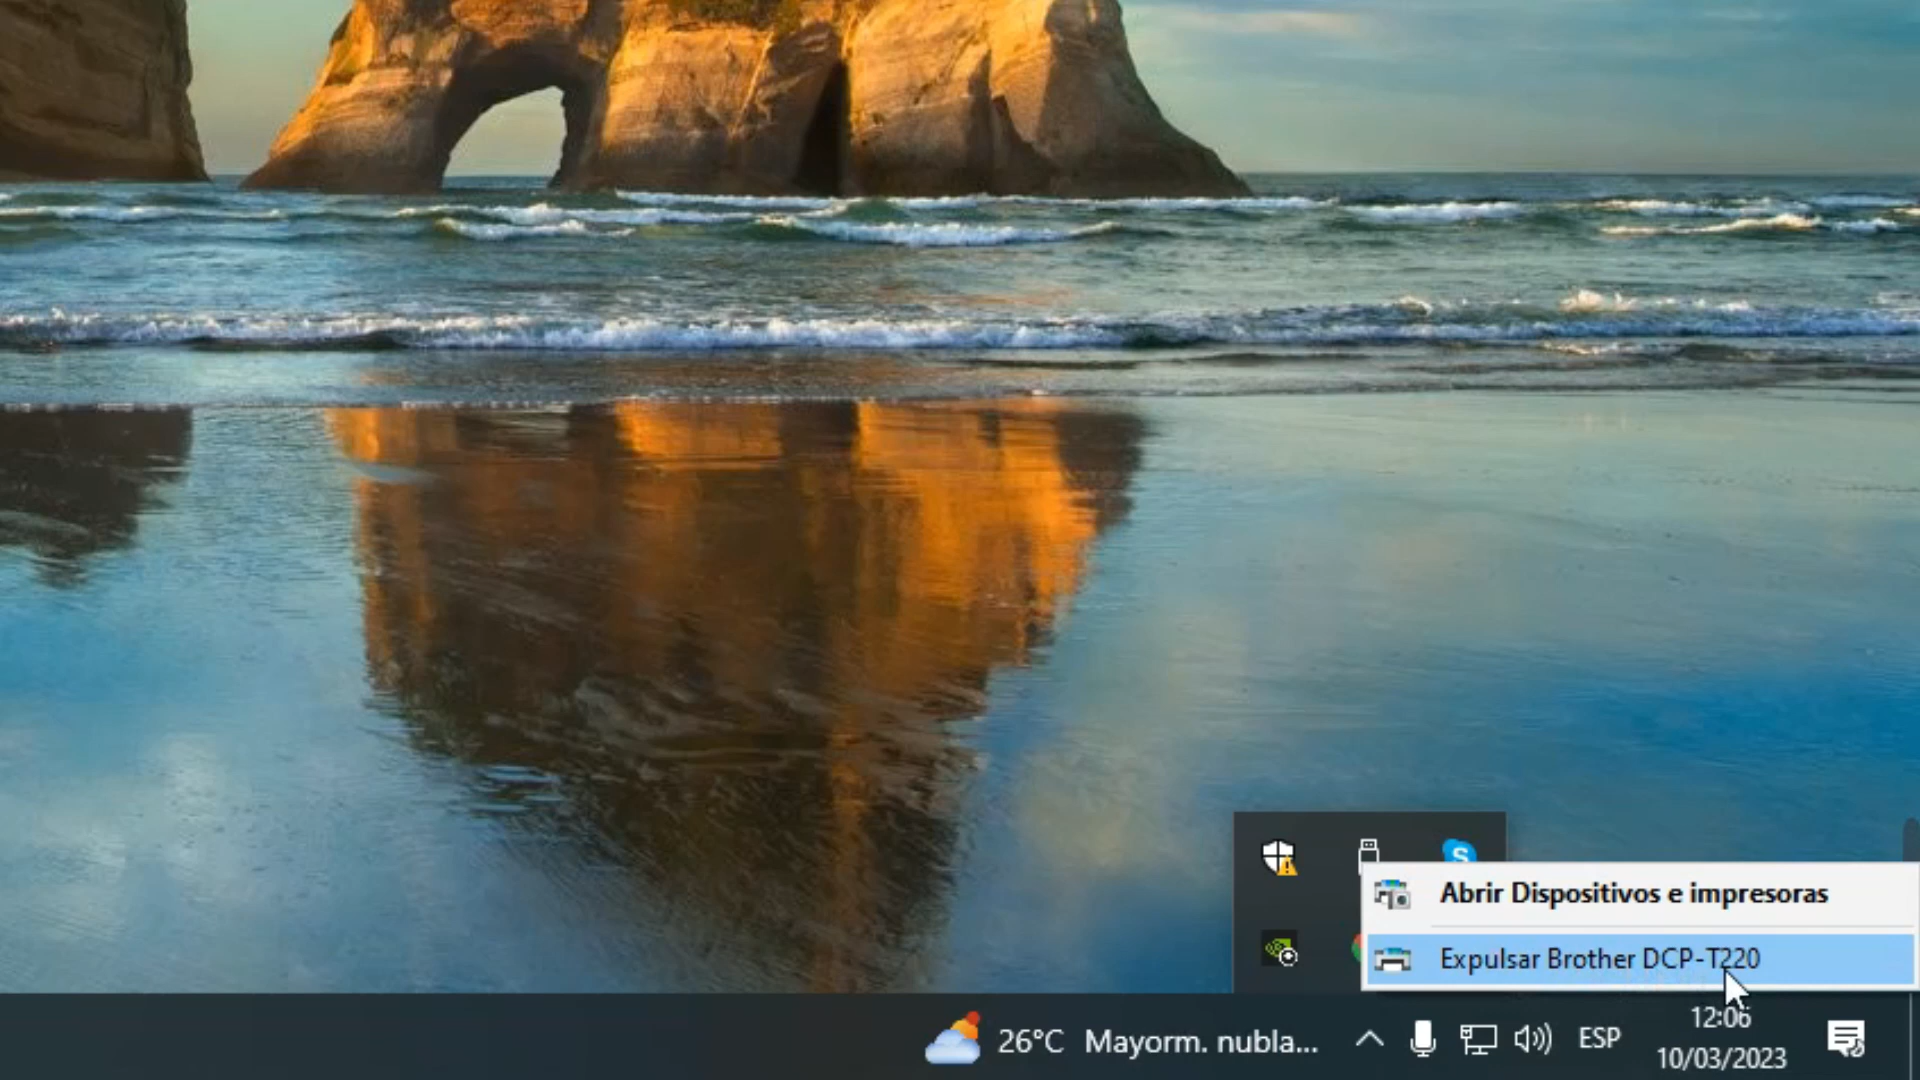 S
Abrir Dispositivos e impresoras
Expulsar Brother DCP-T220
26°C Mayorm. nubla... ESP
12:06
10/03/2023